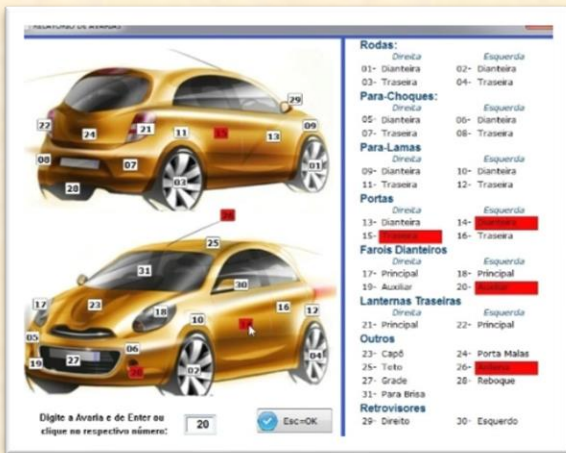 RELATORIO DE AVARIAS
29
22
24
21
11
15
13
09
08
07
03
01
28
26
25
31
30
17
23
18
10
14
16
12
05
06
19
27
20
02
04
Digite a Avaria e de Enter ou
clique no respectivo número:
20
Esc=OK
Rodas:
Direita Esquerda
01- Dianteira 02- Dianteira
03- Traseira 04- Traseira
Para-Choques:
Direita Esquerda
05- Dianteira 06- Dianteira
07- Traseira 08- Traseira
Para-Lamas
Direita Esquerda
09- Dianteira 10- Dianteira
11- Traseira 12- Traseira
Portas
Direita Esquerda
13- Dianteira 14- Dianteira
15- Traseira 16- Traseira
Farois Dianteiros
Direita Esquerda
17- Principal 18- Principal
19- Auxiliar 20- Auxiliar
Lanternas Traseiras
Direita Esquerda
21- Principal 22- Principal
Outros
23- Capô 24- Porta Malas
25- Teto 26- Antena
27- Grade 28- Reboque
31- Para Brisa
Retrovisores
29- Direito 30- Esquerdo